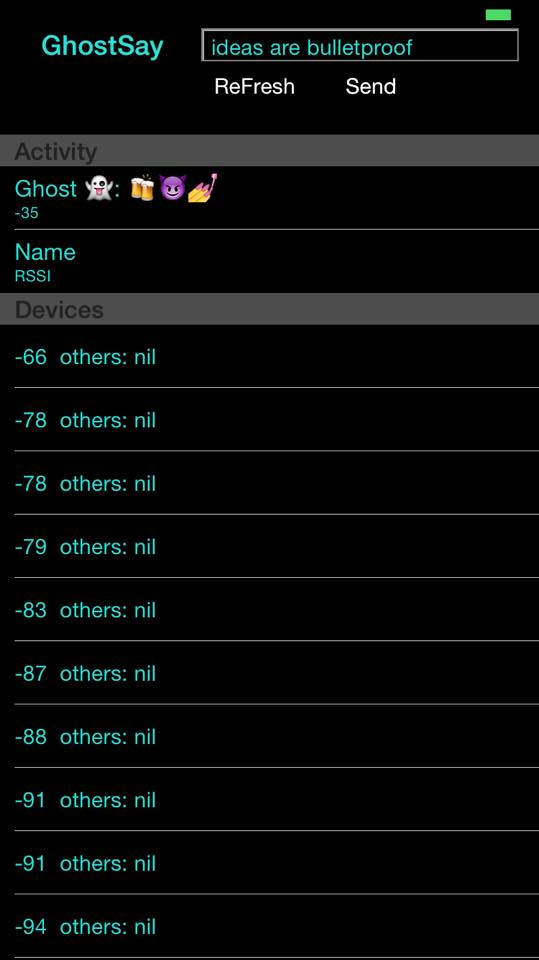 GhostSay
ideas are bulletproof
ReFresh Send
Activity
Ghost 👻: 🍻😈💅
-35
Name
RSSI
Devices
-66 others: nil
-78 others: nil
-78 others: nil
-79 others: nil
-83 others: nil
-87 others: nil
-88 others: nil
-91 others: nil
-91 others: nil
-94 others: nil